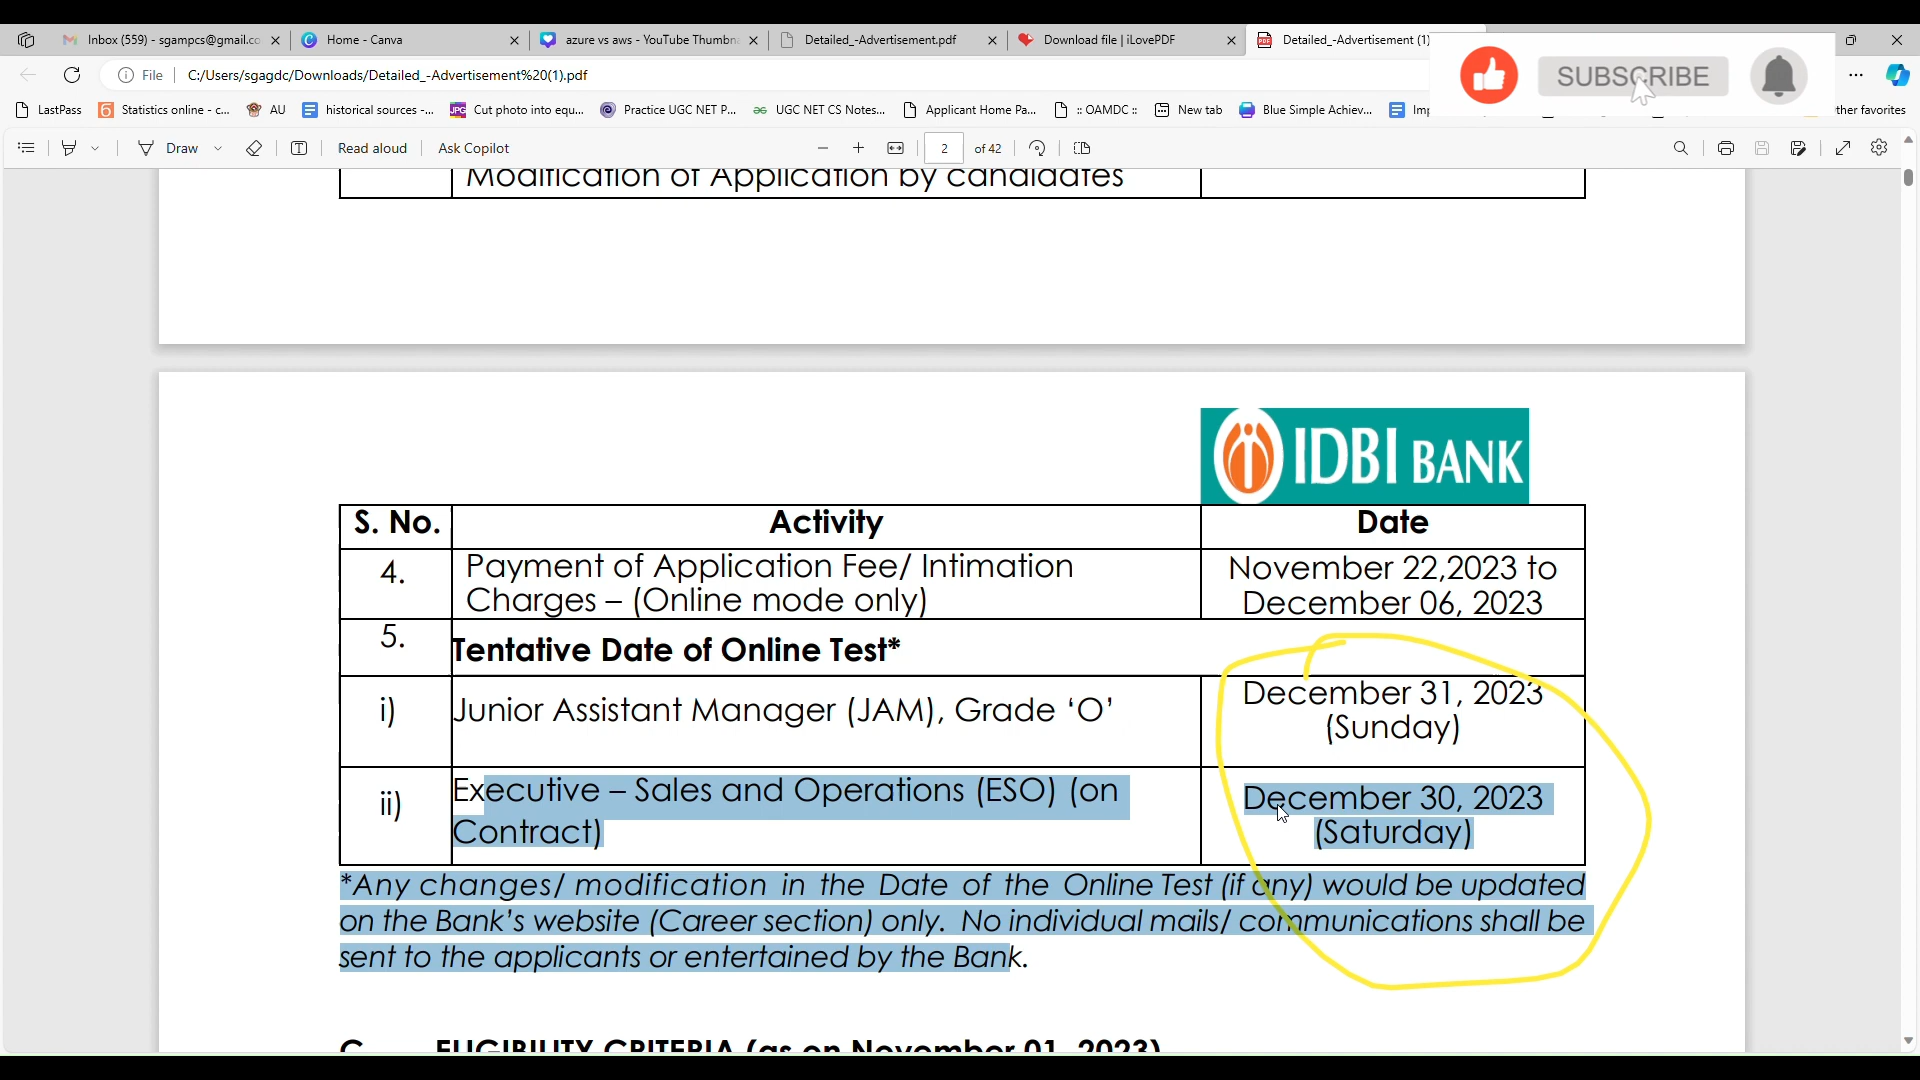 Inbox (559) - sgampcs@gmail.co
Home - Canva
azure vs aws - YouTube Thumbn
Detailed_-Advertisement.pdf
Download file | iLovePDF
Detailed_-Advertisement (1)
File
C:/Users/sgagdc/Downloads/Detailed_-Advertisement%20(1).pdf
SUBSCRIBE
LastPass
Statistics online - c...
AU
historical sources -...
Cut photo into equ...
Practice UGC NET P...
UGC NET CS Notes...
Applicant Home Pa...
:: OAMDC ::
New tab
Blue Simple Achiev...
Imp
ther favorites
Draw
Read aloud
Ask Copilot
2 of 42
Modification of Application by candidates
IDBI BANK
S. No. Activity Date
4. Payment of Application Fee/ Intimation
Charges – (Online mode only)
November 22,2023 to
December 06, 2023
5. Tentative Date of Online Test*
i) Junior Assistant Manager (JAM), Grade ‘O’
December 31, 2023
(Sunday)
ii) Executive – Sales and Operations (ESO) (on
Contract)
December 30, 2023
(Saturday)
*Any changes/ modification in the Date of the Online Test (if any) would be updated
on the Bank’s website (Career section) only. No individual mails/ communications shall be
sent to the applicants or entertained by the Bank.
C. ELIGIBILITY CRITERIA (as on November 01, 2023)